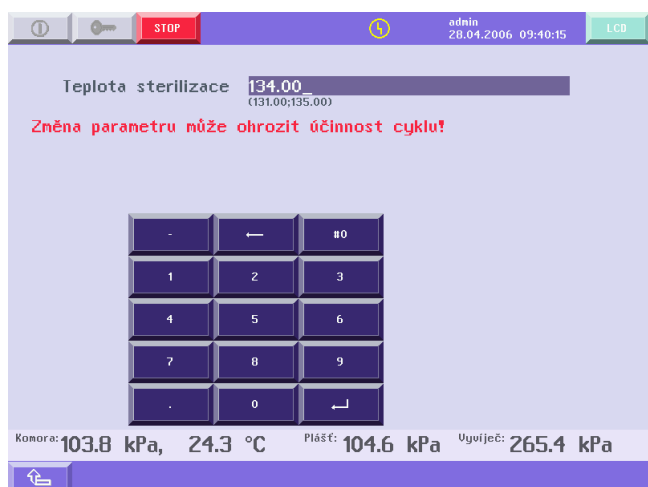 STOP
admin
28.04.2006 09:40:15
LCD
Teplota sterilizace 134.00_
(131.00;135.00)
Změna parametru může ohrozit účinnost cyklu!
- ← #0
1 2 3
4 5 6
7 8 9
. 0 ↵
Komora: 103.8 kPa, 24.3 °C Plášť: 104.6 kPa Vyvíječ: 265.4 kPa